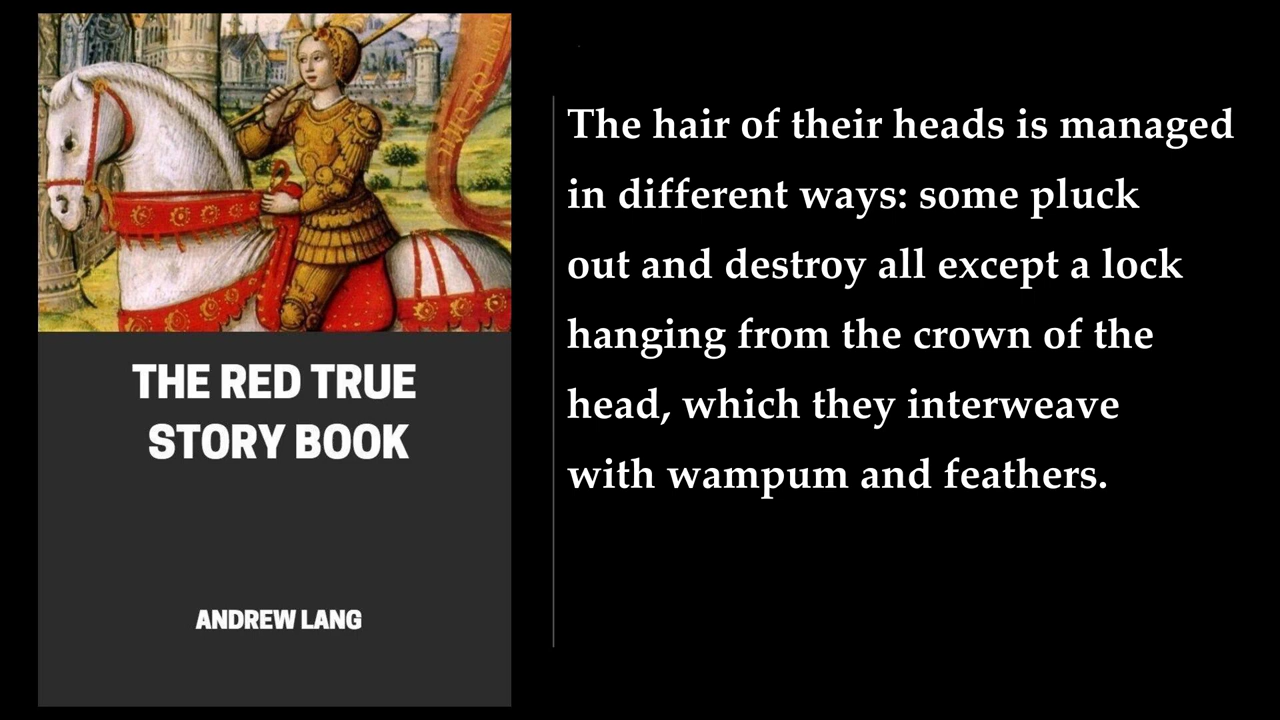 THE RED TRUE
STORY BOOK
ANDREW LANG
The hair of their heads is managed
in different ways: some pluck
out and destroy all except a lock
hanging from the crown of the
head, which they interweave
with wampum and feathers.